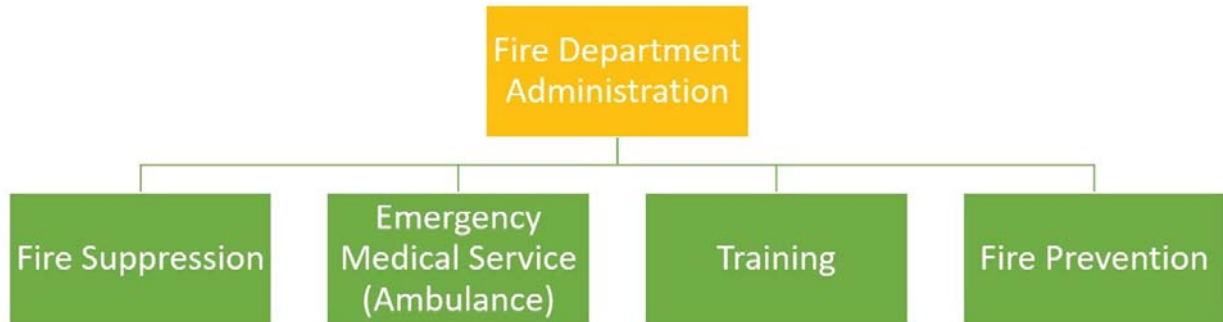 Fire Department
Administration
Fire Suppression
Emergency
Medical Service
(Ambulance)
Training
Fire Prevention